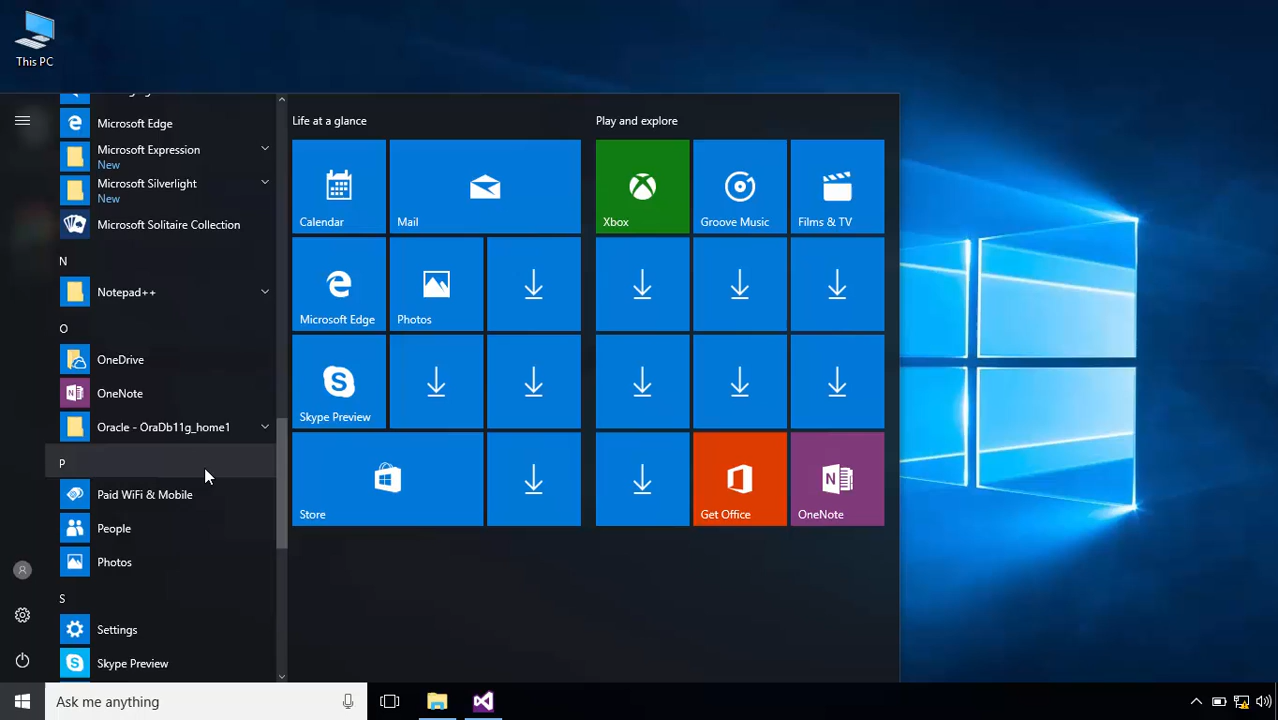 This PC
Microsoft Edge
Microsoft Expression
New
Microsoft Silverlight
New
Microsoft Solitaire Collection
N
Notepad++
O
OneDrive
OneNote
Oracle - OraDb11g_home1
P
Paid WiFi & Mobile
People
Photos
S
Settings
Skype Preview
Life at a glance
Calendar
Mail
Microsoft Edge
Photos
Skype Preview
Store
Play and explore
Xbox
Groove Music
Films & TV
Get Office
OneNote
Ask me anything